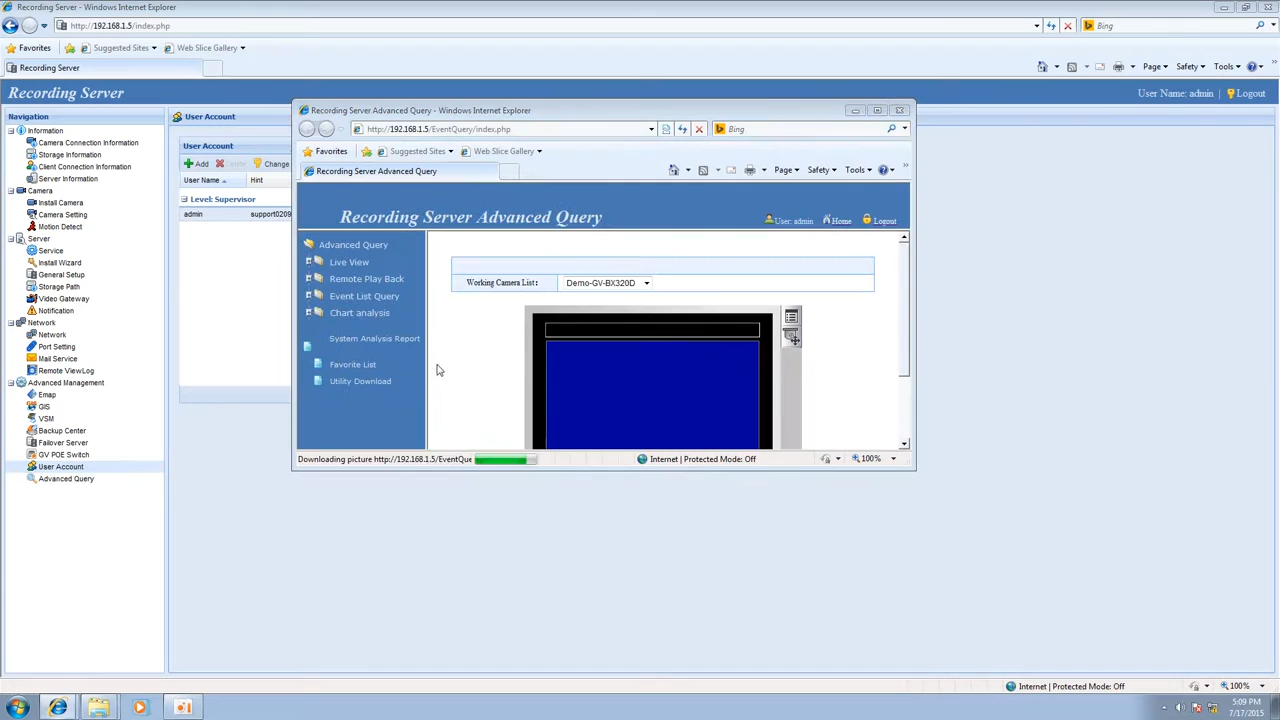 Recording Server - Windows Internet Explorer
http://192.168.1.5/index.php
Bing
Favorites Suggested Sites Web Slice Gallery
Recording Server
Page Safety Tools
Recording Server
User Name: admin Logout
Navigation
Information
Camera Connection Information
Storage Information
Client Connection Information
Server Information
Camera
Install Camera
Camera Setting
Motion Detect
Server
Service
Install Wizard
General Setup
Storage Path
Video Gateway
Notification
Network
Network
Port Setting
Mail Service
Remote ViewLog
Advanced Management
Emap
GIS
VSM
Backup Center
Failover Server
GV POE Switch
User Account
Advanced Query
User Account
User Account
Add Delete Change
User Name Hint
Level: Supervisor
admin support0209
Recording Server Advanced Query - Windows Internet Explorer
http://192.168.1.5/EventQuery/index.php
Bing
Favorites Suggested Sites Web Slice Gallery
Recording Server Advanced Query
Page Safety Tools
Recording Server Advanced Query
User: admin Home Logout
Advanced Query
Live View
Remote Play Back
Event List Query
Chart analysis
System Analysis Report
Favorite List
Utility Download
Working Camera List: Demo-GV-BX320D
Downloading picture http://192.168.1.5/EventQue
Internet | Protected Mode: Off
100%
Internet | Protected Mode: Off
100%
5:09 PM
7/17/2015